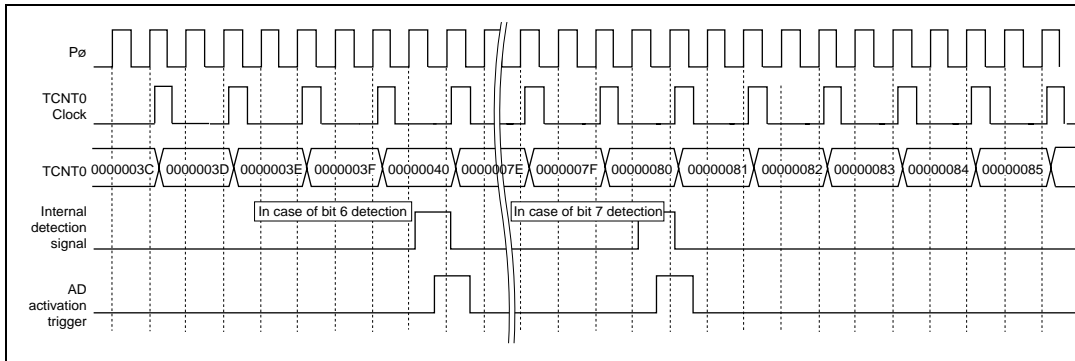 Pø
TCNT0
Clock
TCNT0
0000003C 0000003D 0000003E 0000003F 00000040 0000007E 0000007F 00000080 00000081 00000082 00000083 00000084 00000085
Internal
detection
signal
In case of bit 6 detection
In case of bit 7 detection
AD
activation
trigger